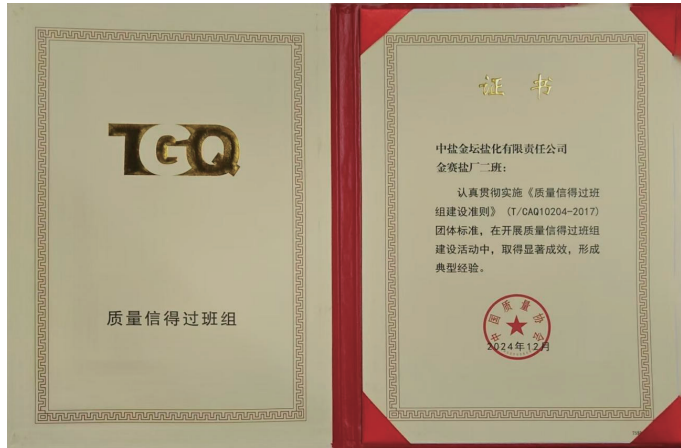 TGQ
质量信得过班组
证书
中盐金坛盐化有限责任公司
金赛盐厂二班：
认真贯彻实施《质量信得过班
组建设准则》（T/CAQ10204-2017)
团体标准，在开展质量信得过班组
建设活动中，取得显著成效，形成
典型经验。
中国质量协会
2024年12月